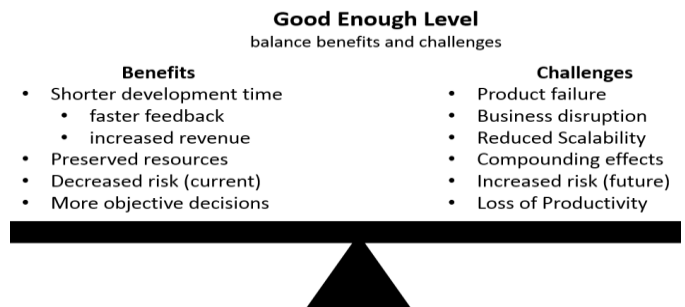 Good Enough Level
balance benefits and challenges
Benefits
• Shorter development time
• faster feedback
• increased revenue
• Preserved resources
• Decreased risk (current)
• More objective decisions
Challenges
• Product failure
• Business disruption
• Reduced Scalability
• Compounding effects
• Increased risk (future)
• Loss of Productivity